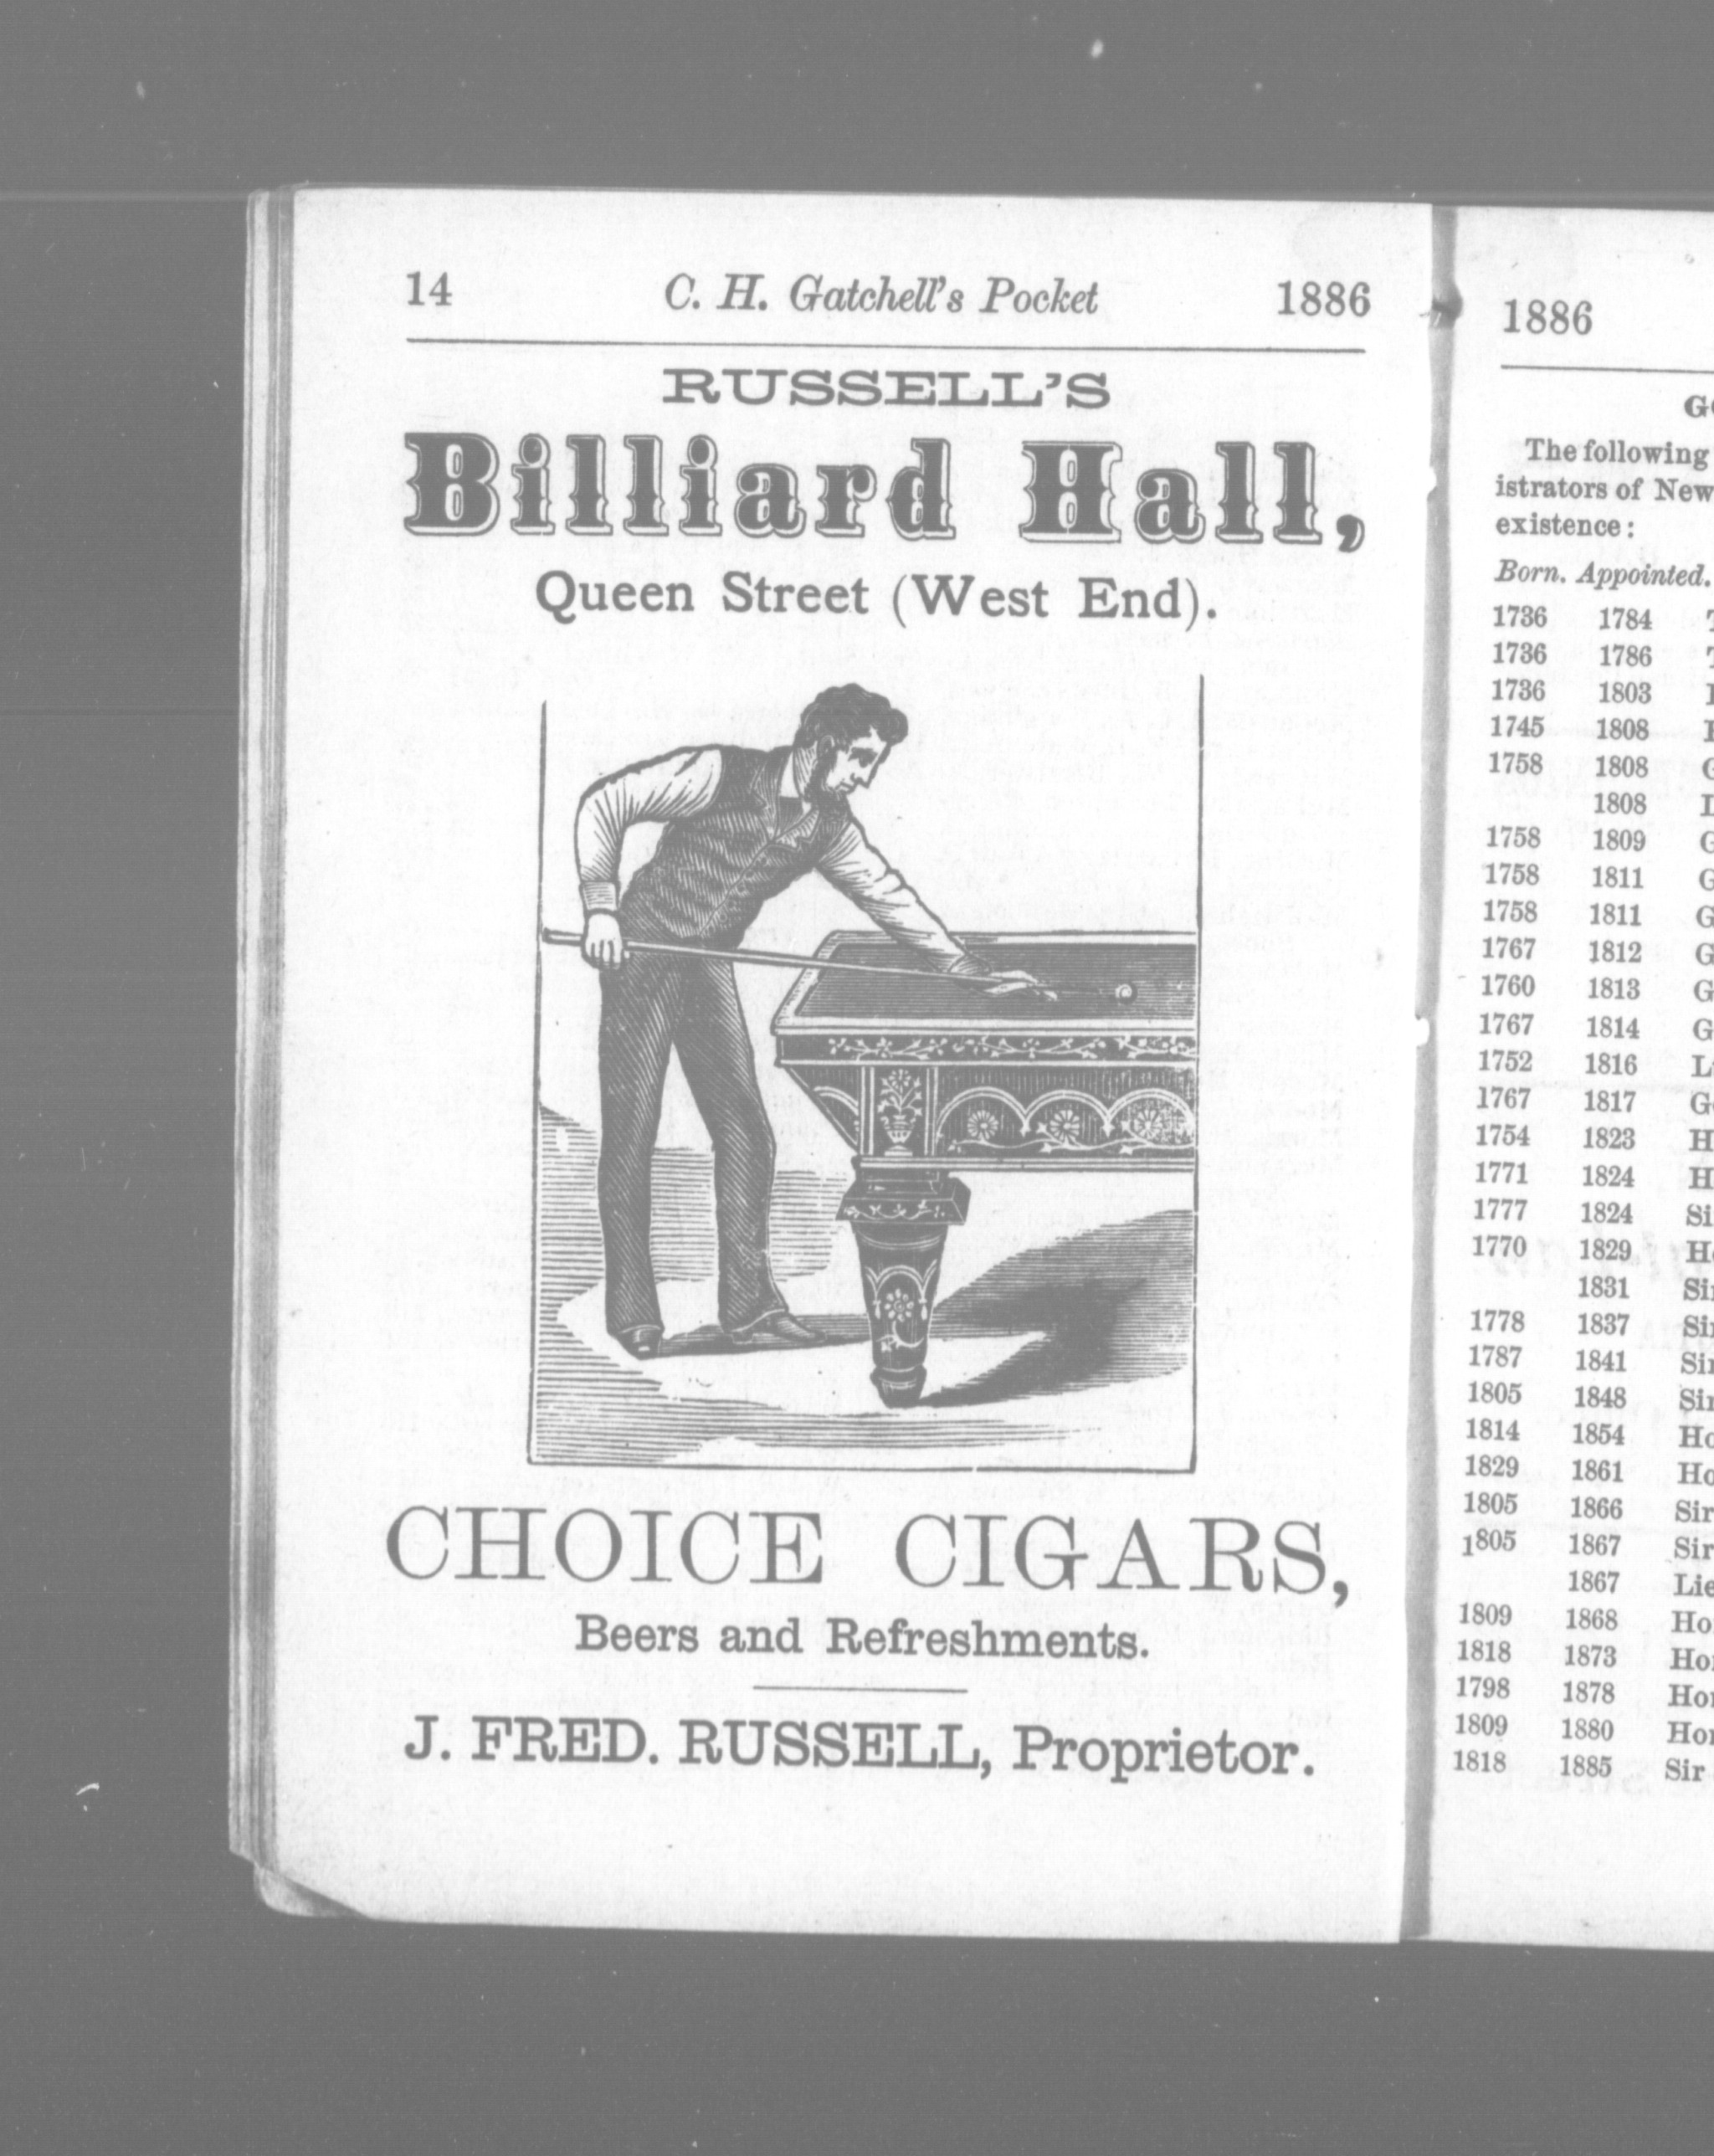 14 C. H. Gatchell's Pocket 1886
RUSSELL'S
Billiard Hall,
Queen Street (West End).
CHOICE CIGARS,
Beers and Refreshments.
J. FRED. RUSSELL, Proprietor.
1886
The following
istrators of New
existence:
Born. Appointed.
1736 1784
1736 1786
1736 1803
1745 1808
1758 1808
1808
1758 1809
1758 1811
1758 1811
1767 1812
1760 1813
1767 1814
1752 1816
1767 1817
1754 1823
1771 1824
1777 1824
1770 1829
1831
1778 1837
1787 1841
1805 1848
1814 1854
1829 1861
1805 1866 Sir
1805 1867 Sir
1867
1809 1868
1818 1873
1798 1878
1809 1880
1818 1885 Sir